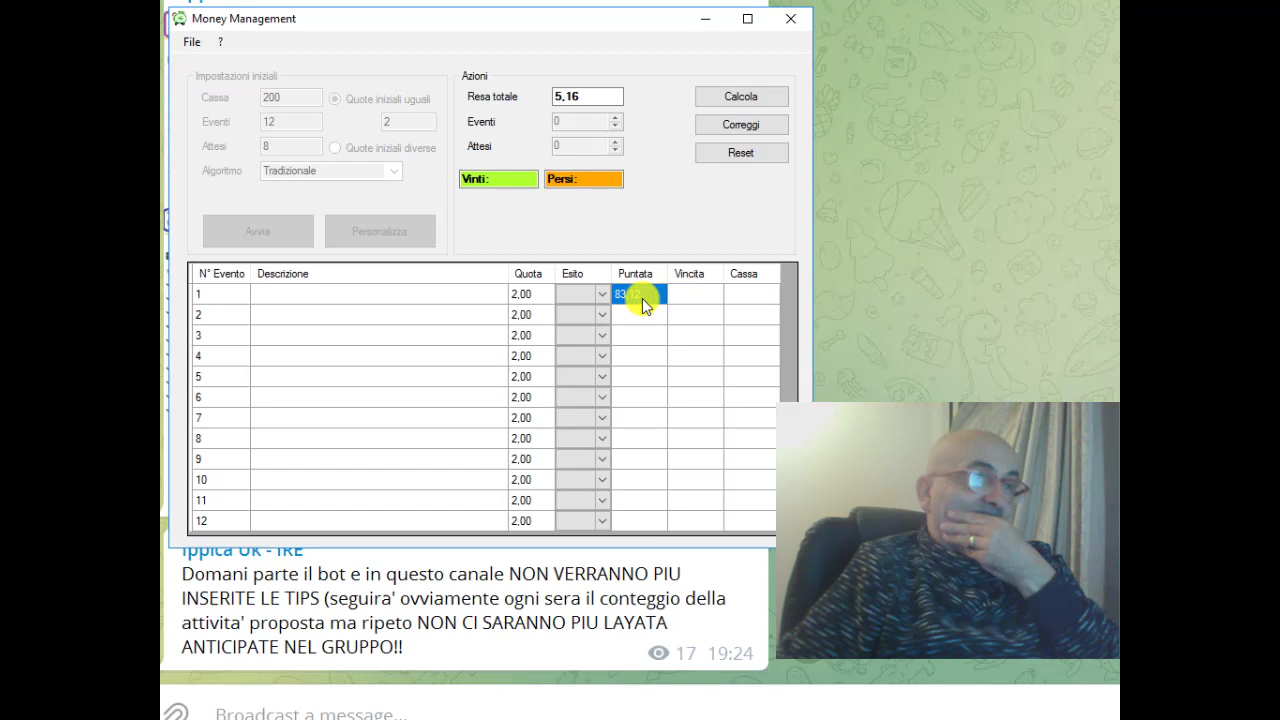 Money Management
File ?
Impostazioni iniziali
Cassa 200 Quote iniziali uguali
Eventi 12 2
Attesi 8 Quote iniziali diverse
Algoritmo Tradizionale
Avvia Personalizza
Azioni
Resa totale 5,16 Calcola
Eventi 0 Correggi
Attesi 0 Reset
Vinti: Persi:
N° Evento Descrizione Quota Esito Puntata Vincita Cassa
1 2,00 83,12
2 2,00
3 2,00
4 2,00
5 2,00
6 2,00
7 2,00
8 2,00
9 2,00
10 2,00
11 2,00
12 2,00
Ippica Uk - IRE
Domani parte il bot e in questo canale NON VERRANNO PIU
INSERITE LE TIPS (seguira' ovviamente ogni sera il conteggio della
attivita' proposta ma ripeto NON CI SARANNO PIU LAYATA
ANTICIPATE NEL GRUPPO!!
17 19:24
Broadcast a message...